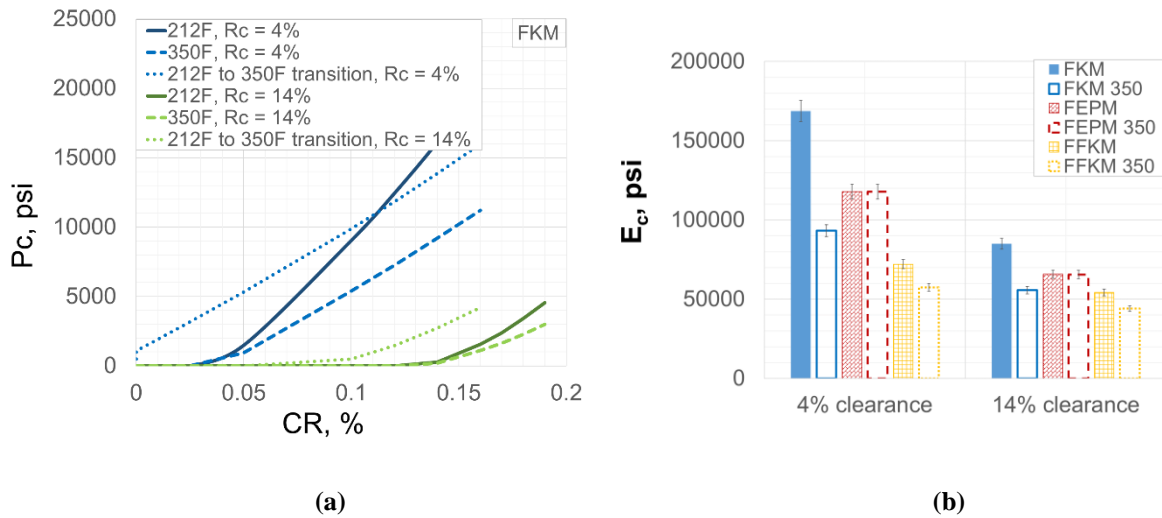 25000
20000
15000
10000
5000
0
Pc, psi
212F, Rc = 4%
350F, Rc = 4%
212F to 350F transition, Rc = 4%
212F, Rc = 14%
350F, Rc = 14%
212F to 350F transition, Rc = 14%
FKM
0 0.05 0.1 0.15 0.2
CR, %
(a)
200000
150000
100000
50000
0
E_c, psi
FKM
FKM 350
FEPM
FEPM 350
FFKM
FFKM 350
4% clearance 14% clearance
(b)